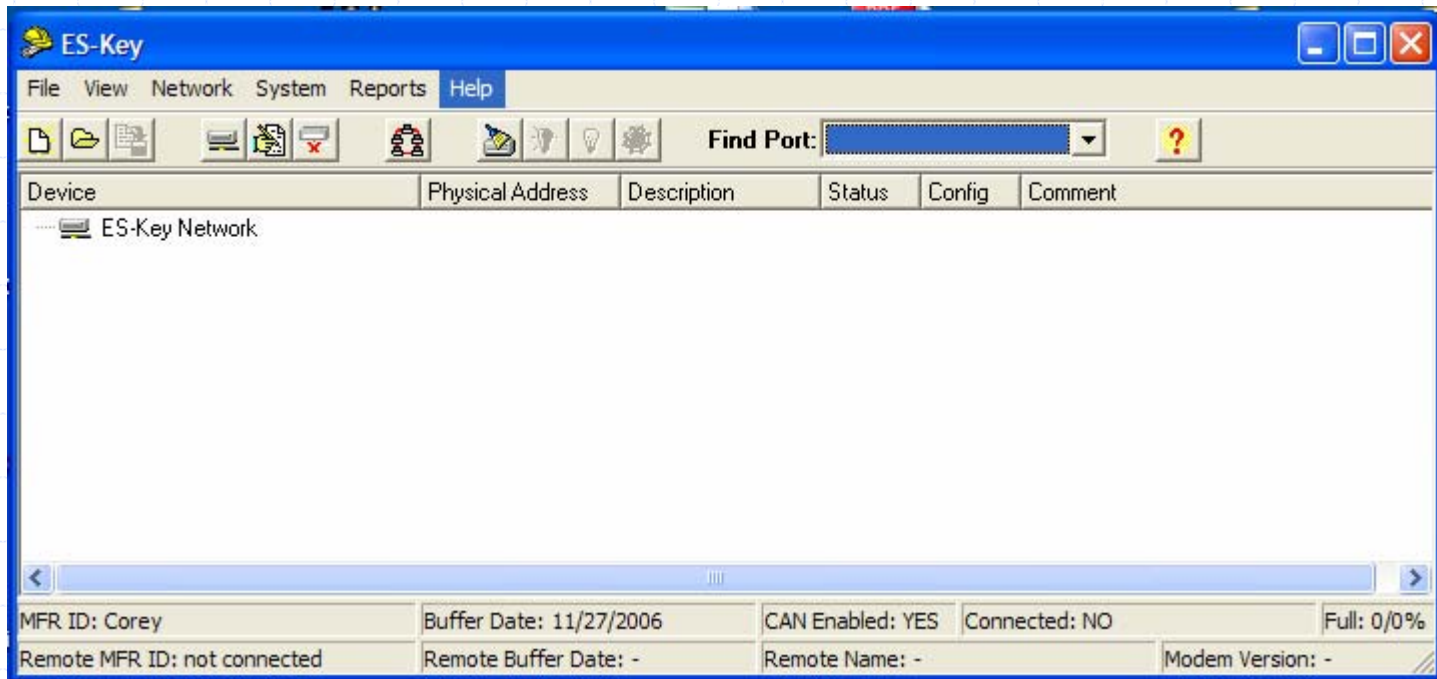 ES-Key
File View Network System Reports Help
Find Port: ?
Device Physical Address Description Status Config Comment
ES-Key Network
MFR ID: Corey Buffer Date: 11/27/2006 CAN Enabled: YES Connected: NO Full: 0/0%
Remote MFR ID: not connected Remote Buffer Date: - Remote Name: - Modem Version: -